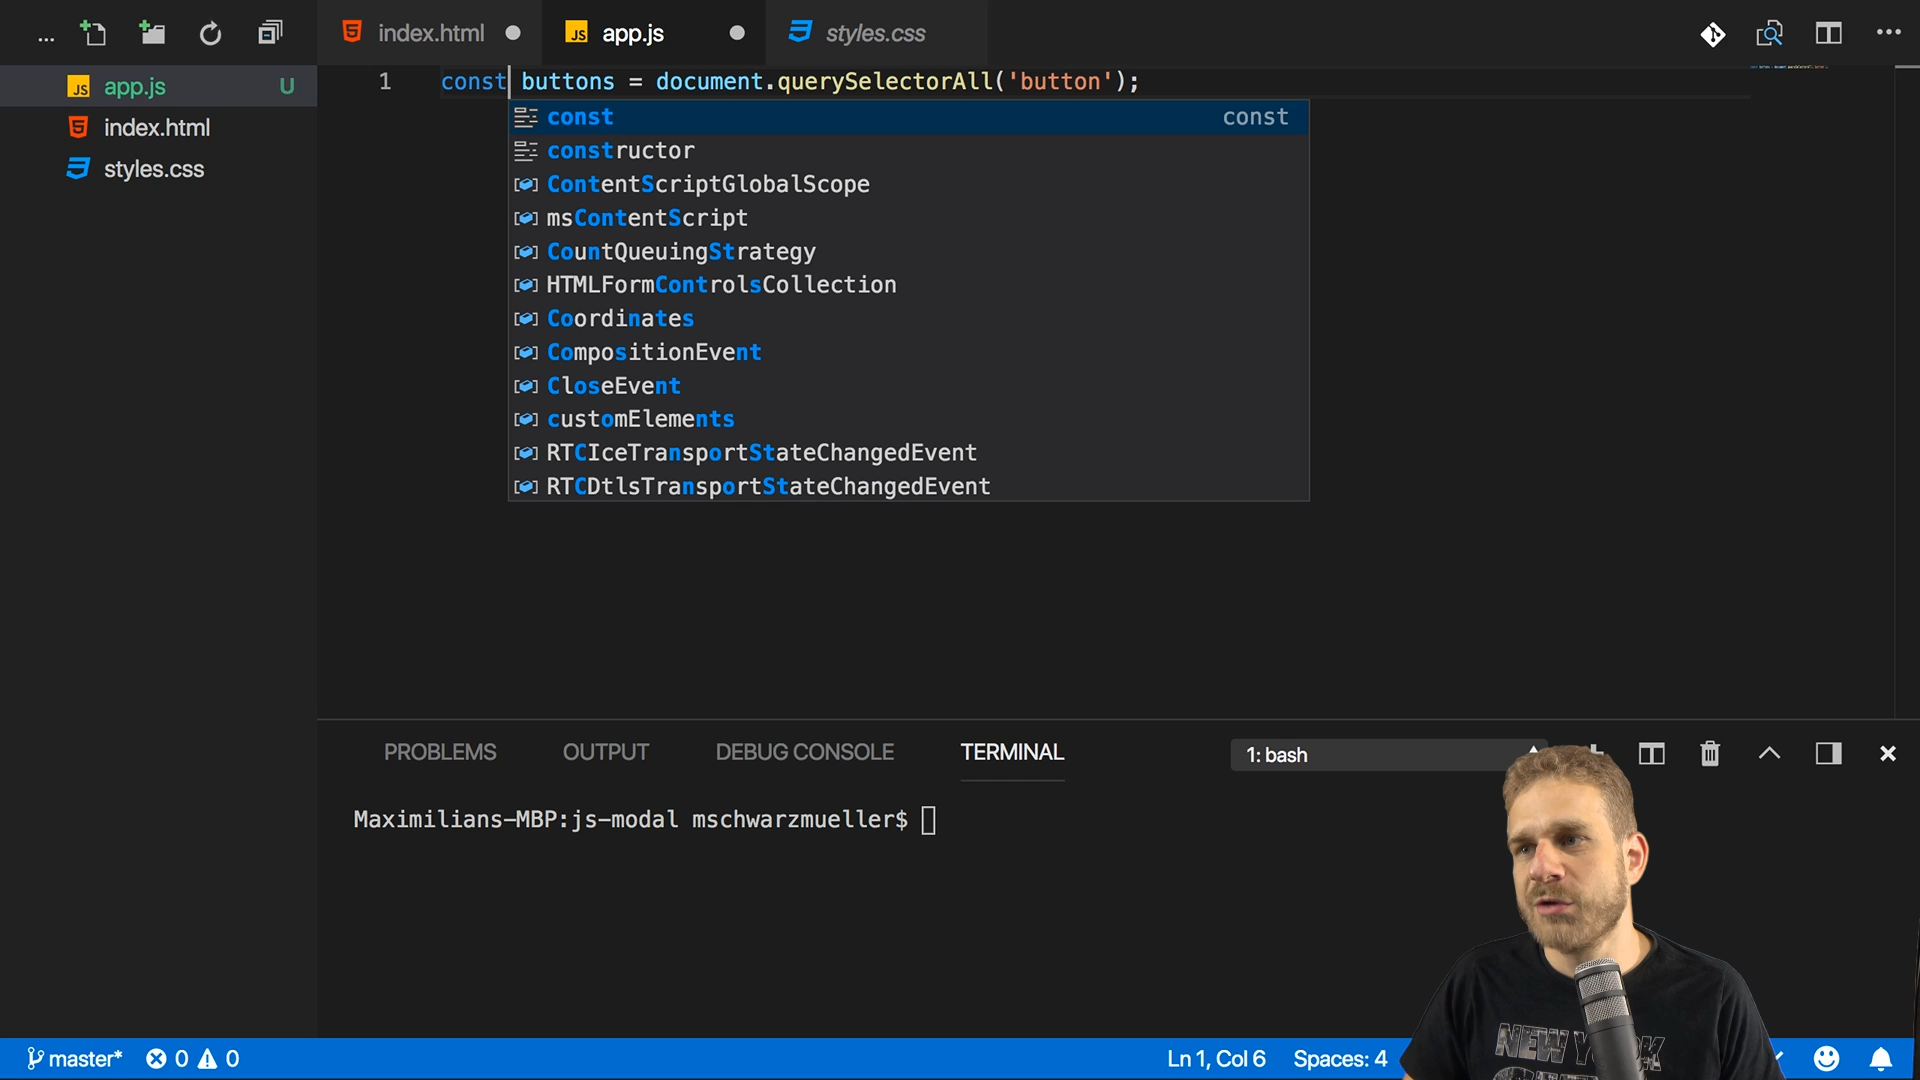 ... index.html app.js styles.css
app.js U
index.html
styles.css
1 const buttons = document.querySelectorAll('button');
const const
constructor
ContentScriptGlobalScope
msContentScript
CountQueuingStrategy
HTMLFormControlsCollection
Coordinates
CompositionEvent
CloseEvent
customElements
RTCIceTransportStateChangedEvent
RTCDtlsTransportStateChangedEvent
PROBLEMS OUTPUT DEBUG CONSOLE TERMINAL 1: bash
Maximilians-MBP:js-modal mschwarzmueller$
NEW YORK
master* 0 0 Ln 1, Col 6 Spaces: 4